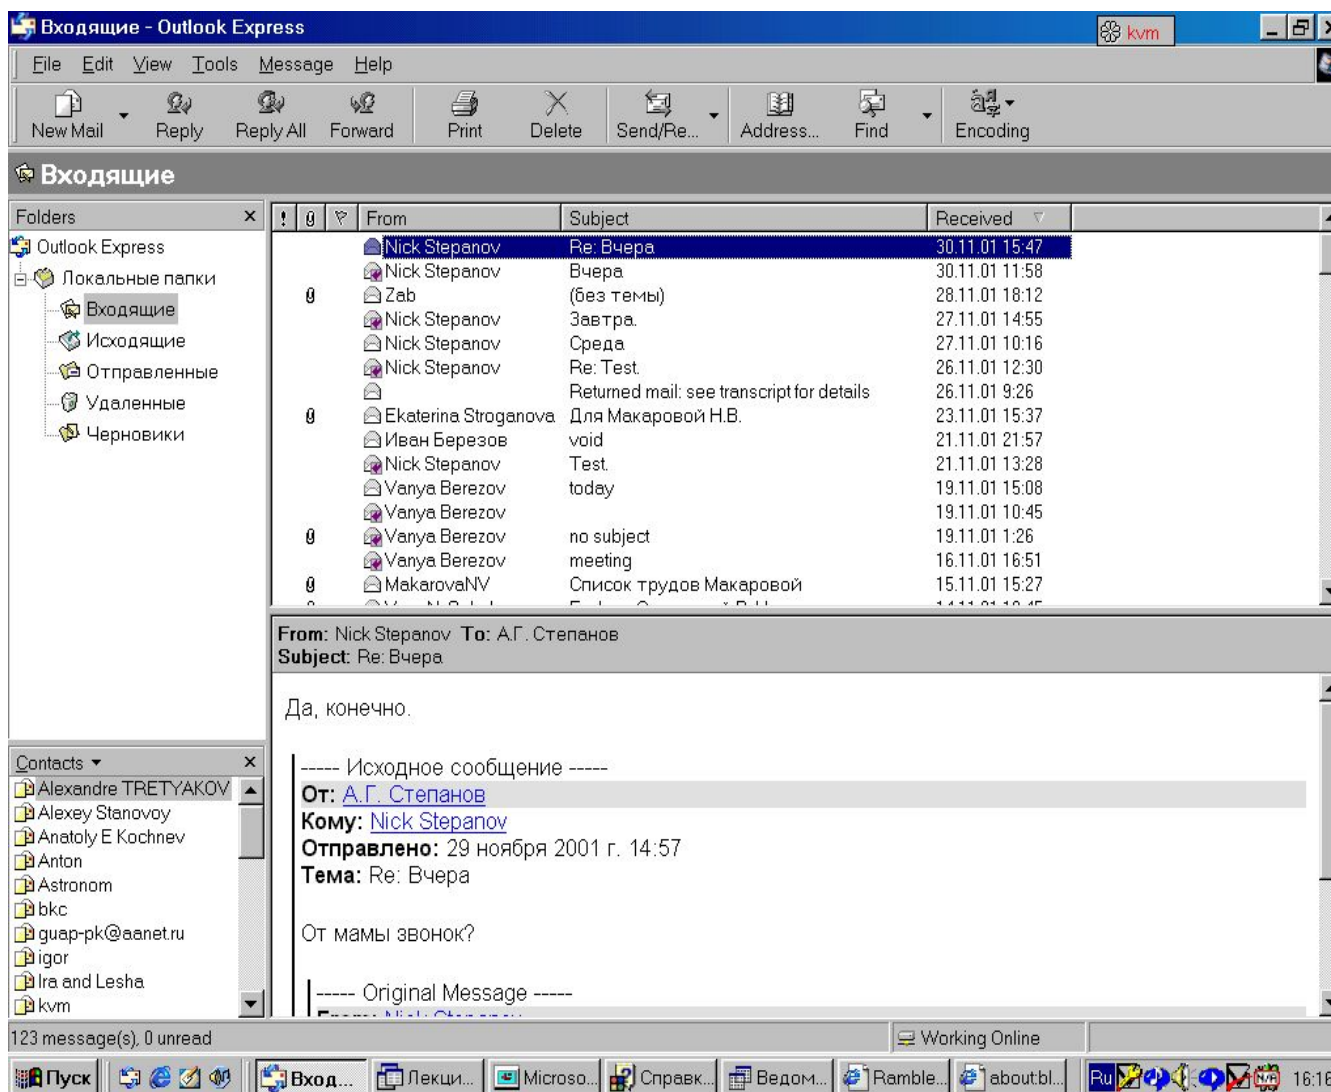 Входящие - Outlook Express
kvm
File Edit View Tools Message Help
New Mail Reply Reply All Forward Print Delete Send/Re... Address... Find Encoding
Входящие
Folders
Outlook Express
Локальные папки
Входящие
Исходящие
Отправленные
Удаленные
Черновики
! From Subject Received
Nick Stepanov Re: Вчера 30.11.01 15:47
Nick Stepanov Вчера 30.11.01 11:58
Zab (без темы) 28.11.01 18:12
Nick Stepanov Завтра. 27.11.01 14:55
Nick Stepanov Среда 27.11.01 10:16
Nick Stepanov Re: Test. 26.11.01 12:30
Returned mail: see transcript for details 26.11.01 9:26
Ekaterina Stroganova Для Макаровой Н.В. 23.11.01 15:37
Иван Березов void 21.11.01 21:57
Nick Stepanov Test. 21.11.01 13:28
Vanya Berezov today 19.11.01 15:08
Vanya Berezov 19.11.01 10:45
Vanya Berezov no subject 19.11.01 1:26
Vanya Berezov meeting 16.11.01 16:51
MakarovaNV Список трудов Макаровой 15.11.01 15:27
From: Nick Stepanov To: А.Г. Степанов
Subject: Re: Вчера
Да, конечно.
----- Исходное сообщение -----
От: А.Г. Степанов
Кому: Nick Stepanov
Отправлено: 29 ноября 2001 г. 14:57
Тема: Re: Вчера
От мамы звонок?
----- Original Message -----
Contacts
Alexandre TRETYAKOV
Alexey Stanovoy
Anatoly E Kochnev
Anton
Astronom
bkc
guap-pk@aanet.ru
igor
Ira and Lesha
kvm
123 message(s), 0 unread
Working Online
Пуск Вход... Лекци... Microso... Справк... Ведом... Ramble... about:bl... Ru 16:16